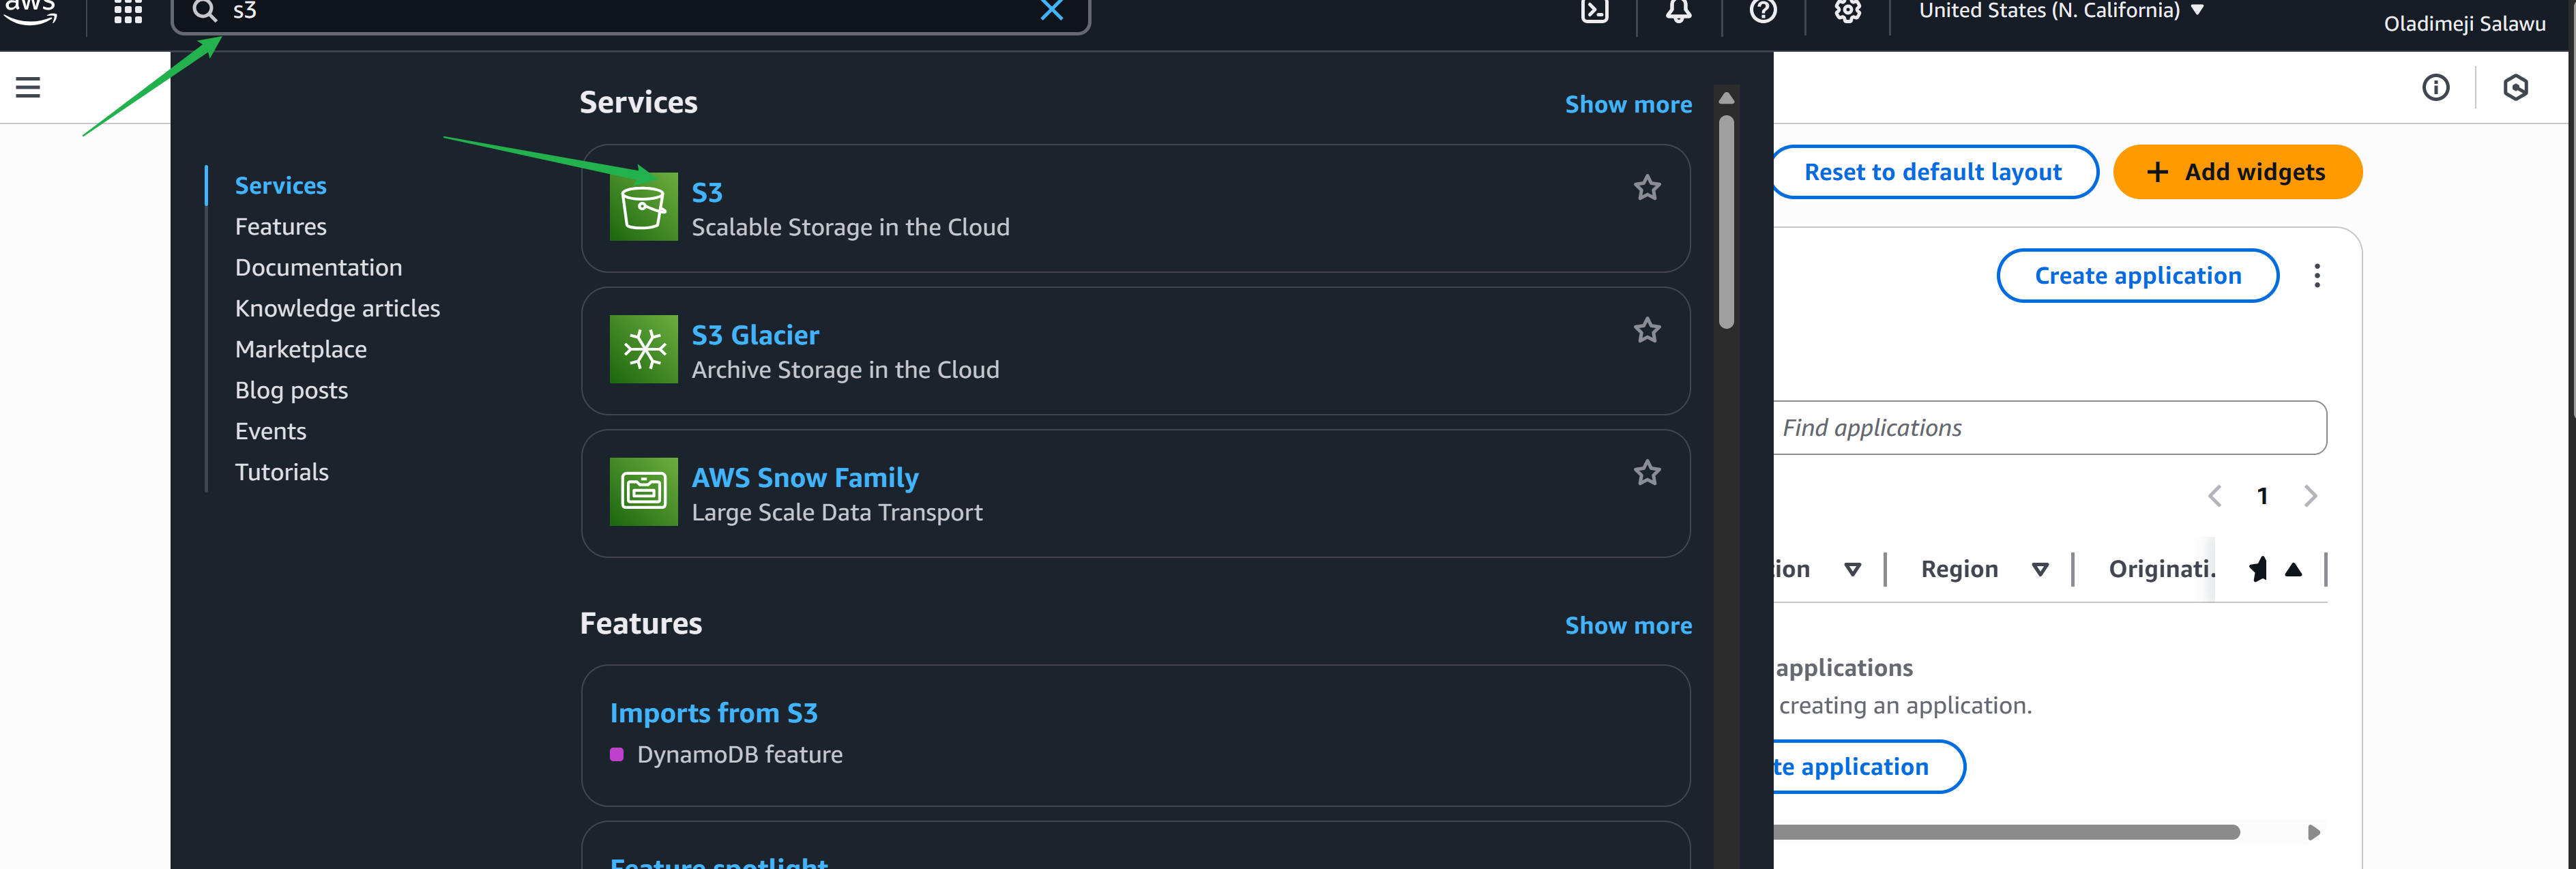 aws
s3
United States (N. California)
Oladimeji Salawu
Services
Features
Documentation
Knowledge articles
Marketplace
Blog posts
Events
Tutorials
Services
Show more
S3
Scalable Storage in the Cloud
S3 Glacier
Archive Storage in the Cloud
AWS Snow Family
Large Scale Data Transport
Features
Show more
Imports from S3
DynamoDB feature
Feature spotlight
Reset to default layout
+ Add widgets
Create application
Find applications
1
tion
Region
Originati.
applications
creating an application.
te application